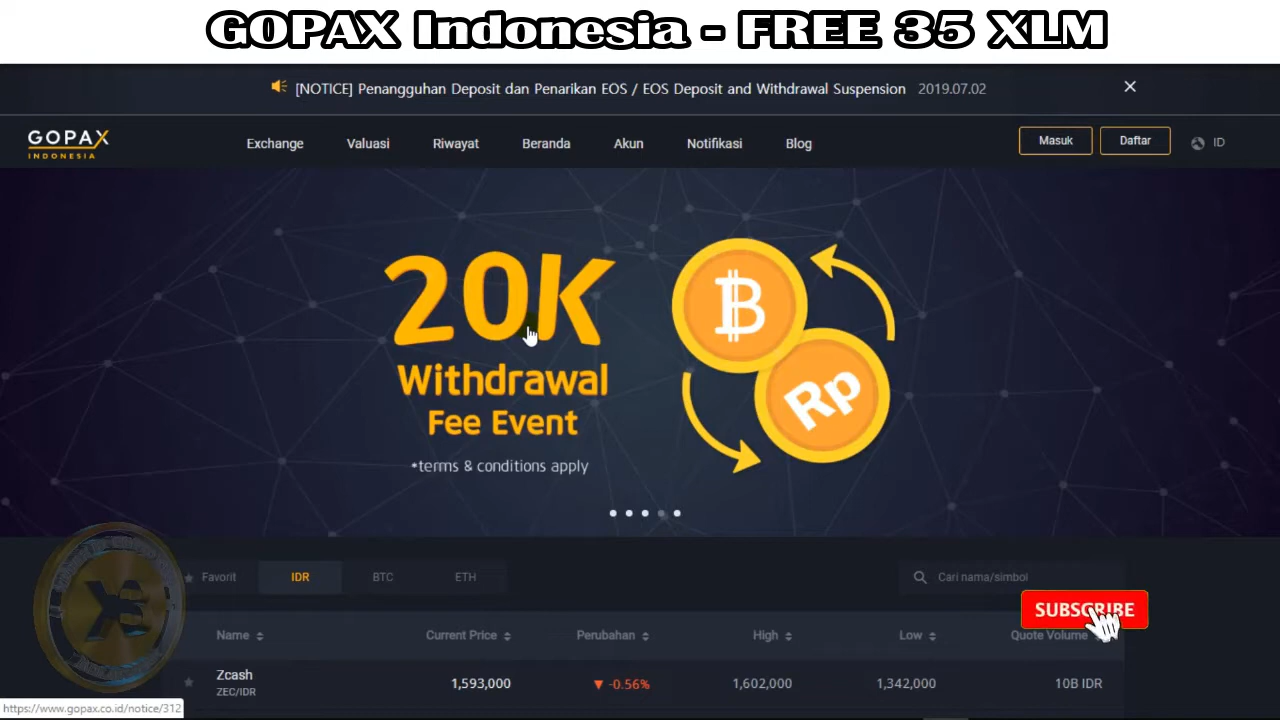 GOPAX Indonesia - FREE 35 XLM
[NOTICE] Penangguhan Deposit dan Penarikan EOS / EOS Deposit and Withdrawal Suspension 2019.07.02
GOPAX
INDONESIA
Exchange Valuasi Riwayat Beranda Akun Notifikasi Blog
Masuk Daftar ID
20K
Withdrawal
Fee Event
*terms & conditions apply
B
Rp
Favorit IDR BTC ETH
Cari nama/simbol
SUBSCRIBE
Name Current Price Perubahan High Low Quote Volume
Zcash
ZEC/IDR
1,593,000 ▼ -0.56% 1,602,000 1,342,000 10B IDR
https://www.gopax.co.id/notice/312